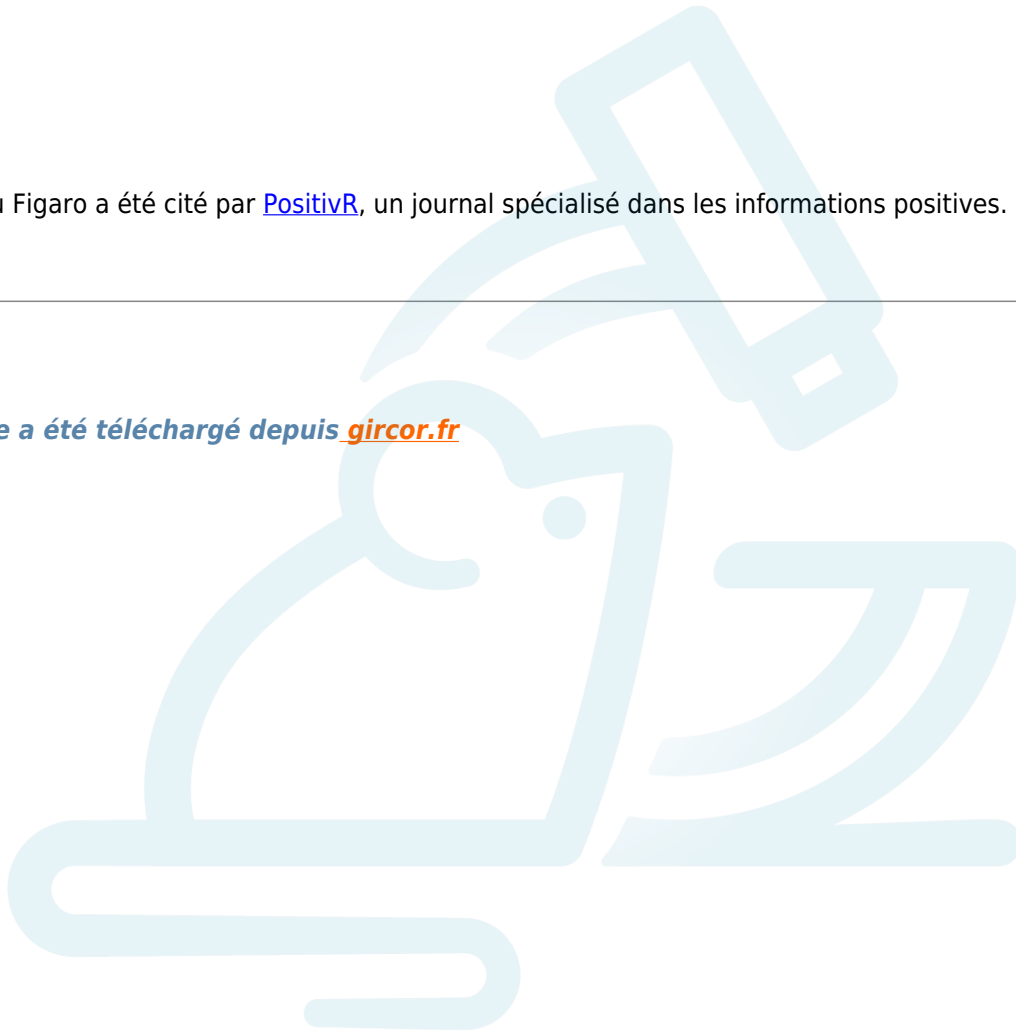 Figaro a été cité par PositivR, un journal spécialisé dans les informations positives.
a été téléchargé depuis gircor.fr